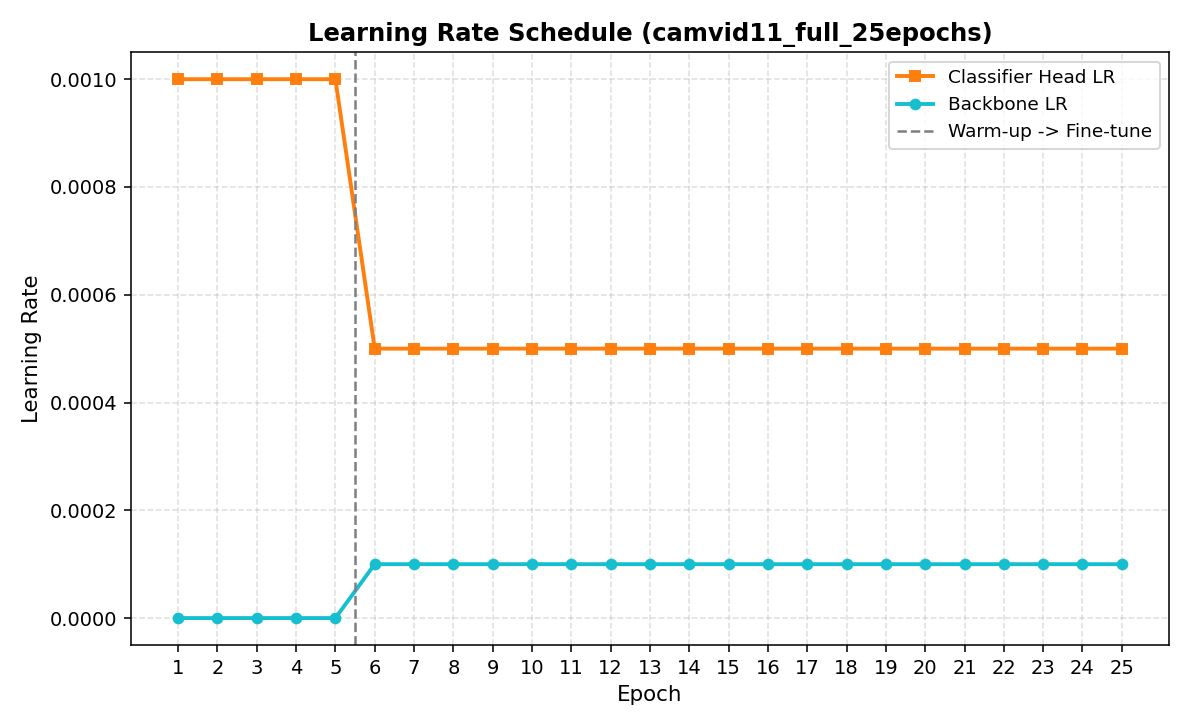 Learning Rate Schedule (camvid11_full_25epochs)
Classifier Head LR
Backbone LR
Warm-up -> Fine-tune
Learning Rate
0.0010
0.0008
0.0006
0.0004
0.0002
0.0000
1 2 3 4 5 6 7 8 9 10 11 12 13 14 15 16 17 18 19 20 21 22 23 24 25
Epoch